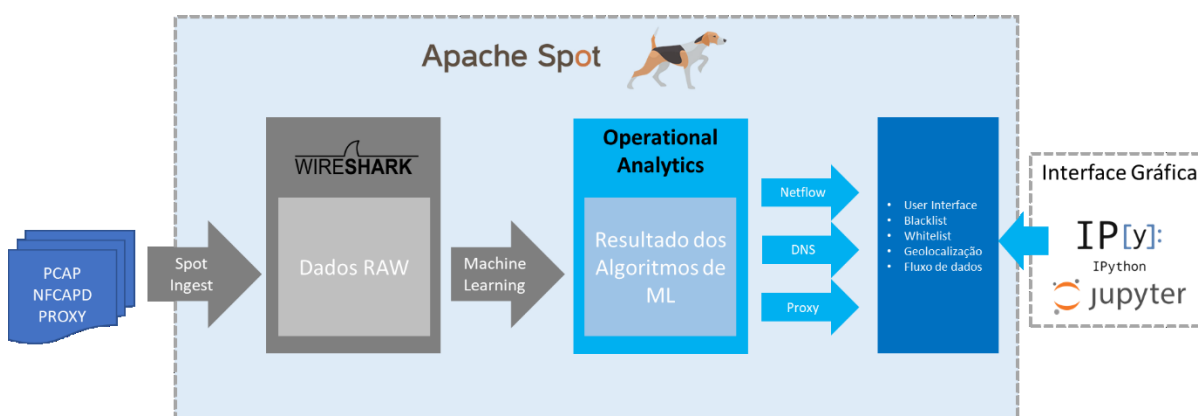 Apache Spot
WIRESHARK
Dados RAW
Operational
Analytics
Resultado dos
Algoritmos de
ML
PCAP
NFCAPD
PROXY
Spot
Ingest
Machine
Learning
Netflow
DNS
Proxy
• User Interface
• Blacklist
• Whitelist
• Geolocalização
• Fluxo de dados
Interface Gráfica
IP[y]:
IPython
jupyter